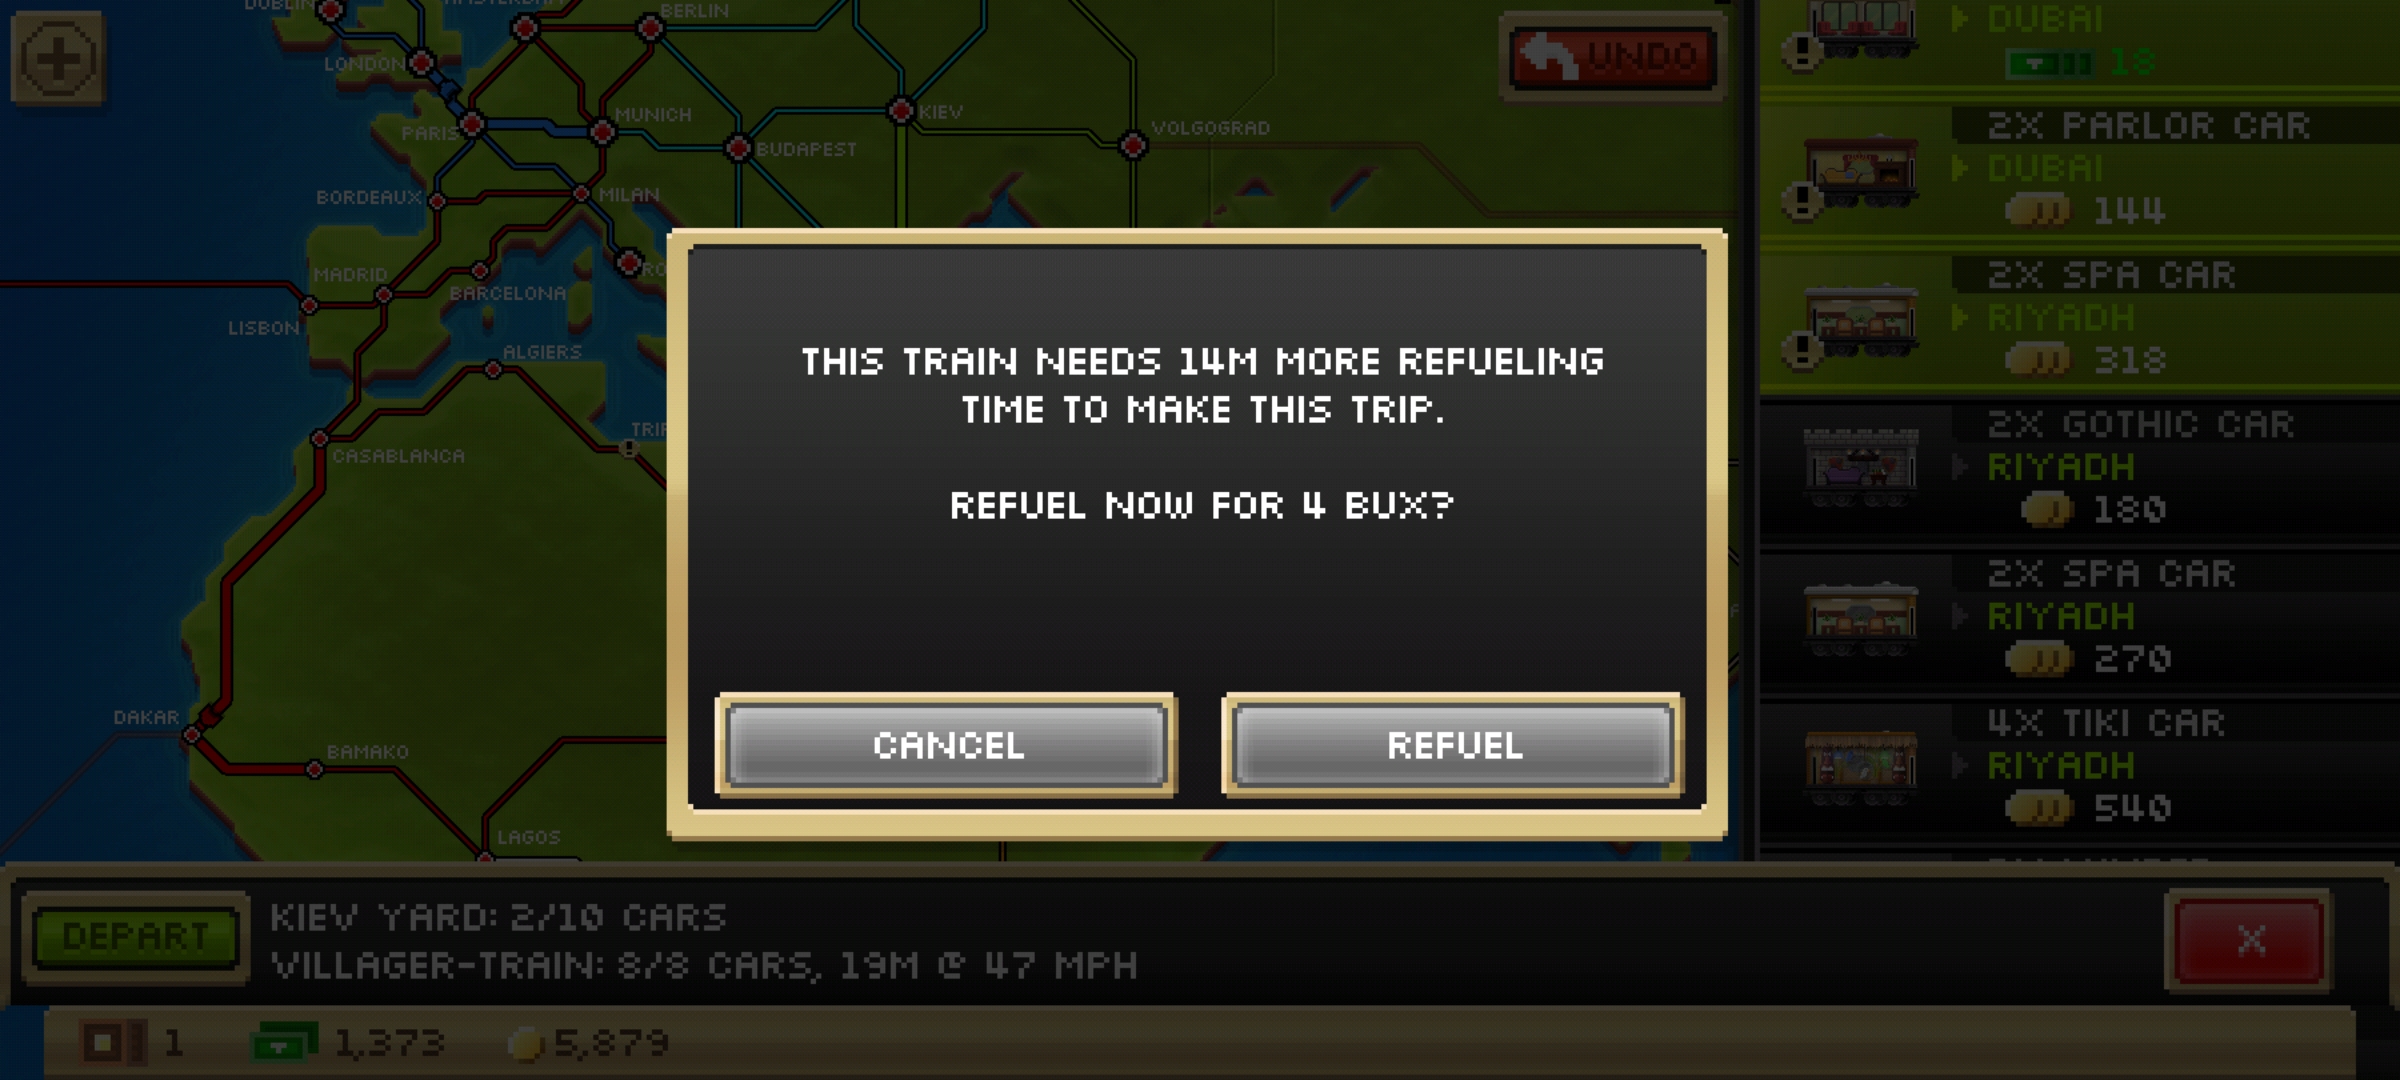 DUBLIN
AMSTERDAM
BERLIN
LONDON
PARIS
MUNICH
KIEV
BUDAPEST
VOLGOGRAD
BORDEAUX
MILAN
MADRID
BARCELONA
LISBON
ALGIERS
CASABLANCA
DAKAR
BAMAKO
LAGOS
UNDO
DUBAI
18
2X PARLOR CAR
DUBAI
144
2X SPA CAR
RIYADH
318
2X GOTHIC CAR
RIYADH
180
2X SPA CAR
RIYADH
270
4X TIKI CAR
RIYADH
540
THIS TRAIN NEEDS 14M MORE REFUELING
TIME TO MAKE THIS TRIP.
REFUEL NOW FOR 4 BUX?
CANCEL
REFUEL
DEPART
KIEV YARD: 2/10 CARS
VILLAGER-TRAIN: 8/8 CARS, 19M @ 47 MPH
X
1
1,373
5,879